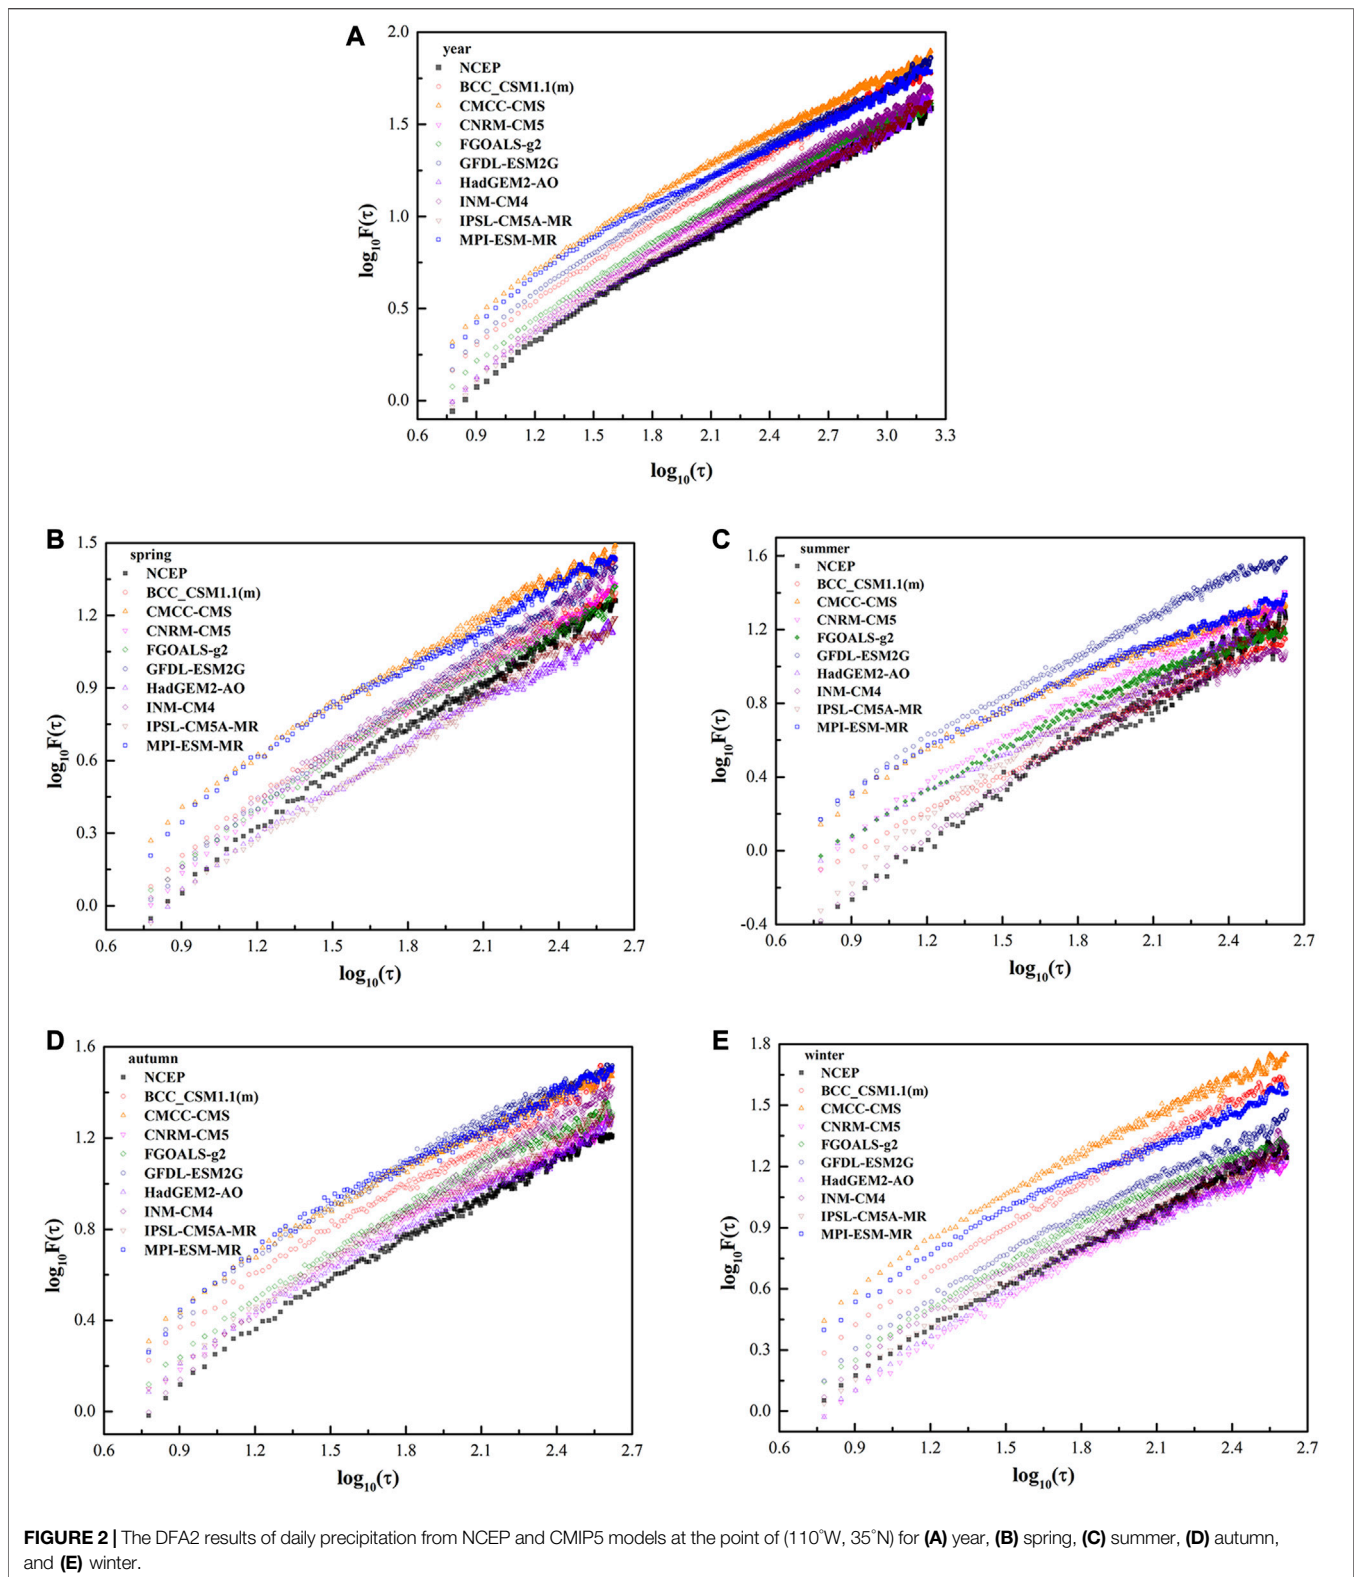 A
year
NCEP
BCC_CSM1.1(m)
CMCC-CMS
CNRM-CM5
FGOALS-g2
GFDL-ESM2G
HadGEM2-AO
INM-CM4
IPSL-CM5A-MR
MPI-ESM-MR
2.0
1.5
1.0
0.5
0.0
log₁₀F(τ)
0.6 0.9 1.2 1.5 1.8 2.1 2.4 2.7 3.0 3.3
log₁₀(τ)
B
spring
NCEP
BCC_CSM1.1(m)
CMCC-CMS
CNRM-CM5
FGOALS-g2
GFDL-ESM2G
HadGEM2-AO
INM-CM4
IPSL-CM5A-MR
MPI-ESM-MR
1.5
1.2
0.9
0.6
0.3
0.0
log₁₀F(τ)
0.6 0.9 1.2 1.5 1.8 2.1 2.4 2.7
log₁₀(τ)
C
summer
NCEP
BCC_CSM1.1(m)
CMCC-CMS
CNRM-CM5
FGOALS-g2
GFDL-ESM2G
HadGEM2-AO
INM-CM4
IPSL-CM5A-MR
MPI-ESM-MR
1.6
1.2
0.8
0.4
0.0
-0.4
log₁₀F(τ)
0.6 0.9 1.2 1.5 1.8 2.1 2.4 2.7
log₁₀(τ)
D
autumn
NCEP
BCC_CSM1.1(m)
CMCC-CMS
CNRM-CM5
FGOALS-g2
GFDL-ESM2G
HadGEM2-AO
INM-CM4
IPSL-CM5A-MR
MPI-ESM-MR
1.6
1.2
0.8
0.4
0.0
log₁₀F(τ)
0.6 0.9 1.2 1.5 1.8 2.1 2.4 2.7
log₁₀(τ)
E
winter
NCEP
BCC_CSM1.1(m)
CMCC-CMS
CNRM-CM5
FGOALS-g2
GFDL-ESM2G
HadGEM2-AO
INM-CM4
IPSL-CM5A-MR
MPI-ESM-MR
1.8
1.5
1.2
0.9
0.6
0.3
0.0
log₁₀F(τ)
0.6 0.9 1.2 1.5 1.8 2.1 2.4 2.7
log₁₀(τ)
FIGURE 2 | The DFA2 results of daily precipitation from NCEP and CMIP5 models at the point of (110°W, 35°N) for (A) year, (B) spring, (C) summer, (D) autumn,
and (E) winter.